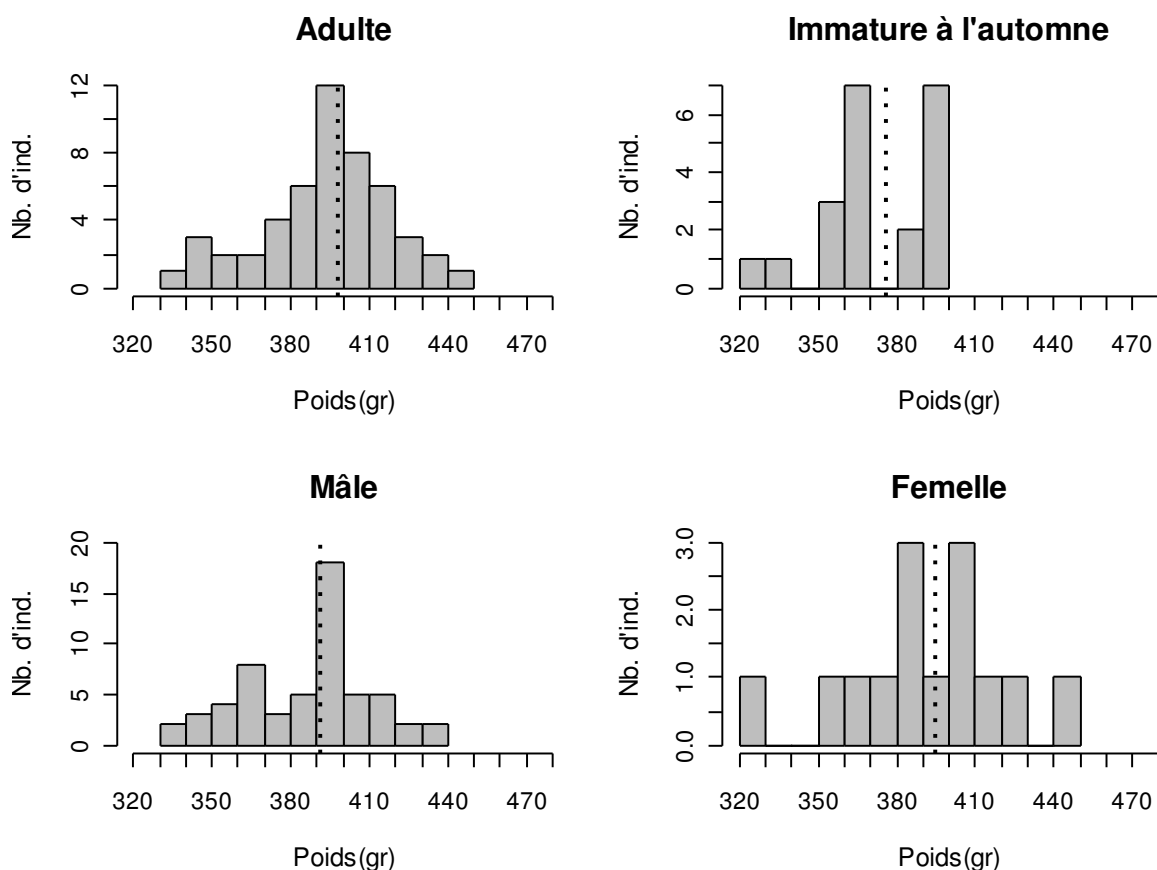 Adulte
Nb. d'ind.
12
8
4
0
320 350 380 410 440 470
Poids(gr)
Immature à l'automne
Nb. d'ind.
6
4
2
0
320 350 380 410 440 470
Poids(gr)
Mâle
Nb. d'ind.
20
15
10
5
0
320 350 380 410 440 470
Poids(gr)
Femelle
Nb. d'ind.
3.0
2.0
1.0
0.0
320 350 380 410 440 470
Poids(gr)